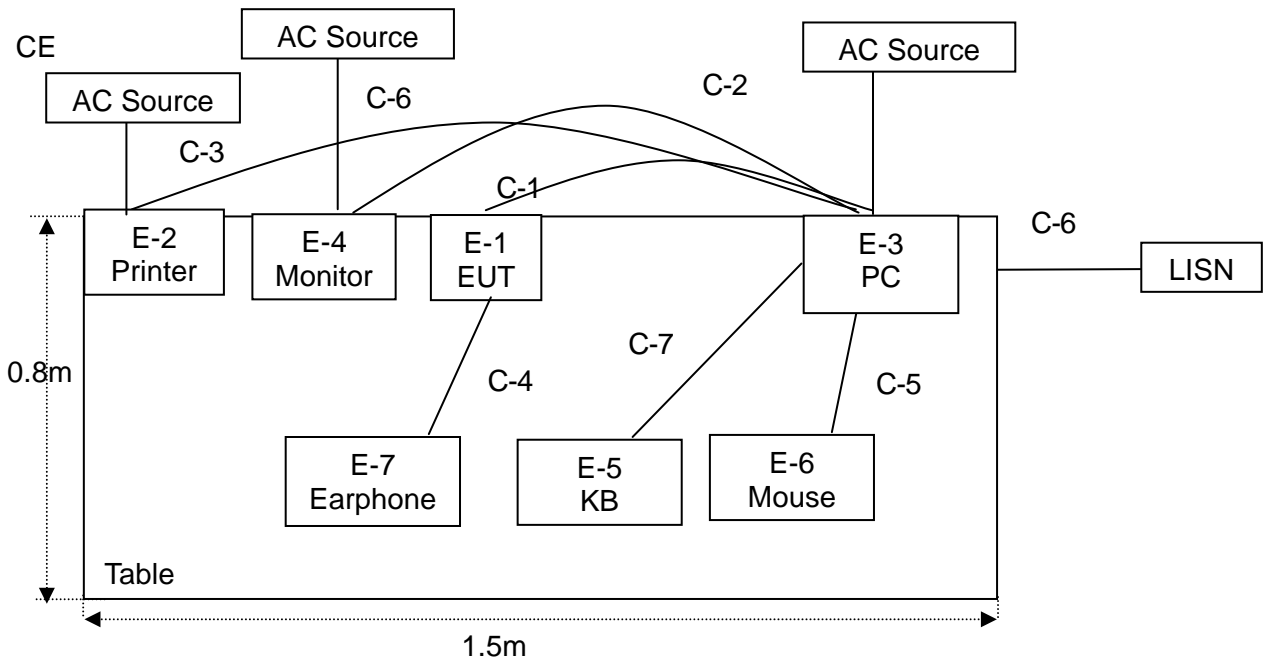 CE
AC Source
AC Source
AC Source
C-6
C-2
C-3
C-1
C-6
E-2
Printer
E-4
Monitor
E-1
EUT
E-3
PC
LISN
0.8m
C-7
C-4
C-5
E-7
Earphone
E-5
KB
E-6
Mouse
Table
1.5m